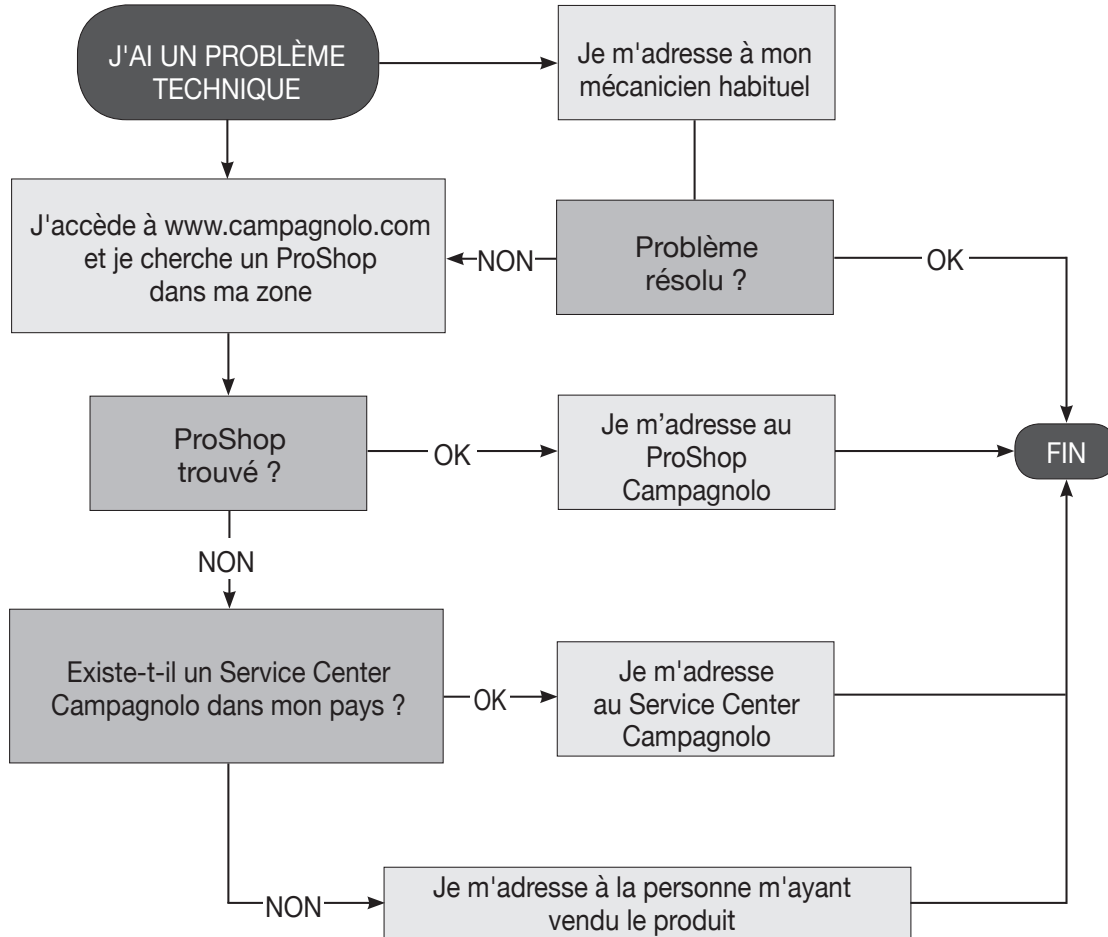 J'AI UN PROBLÈME
TECHNIQUE
Je m'adresse à mon
mécanicien habituel
J'accède à www.campagnolo.com
et je cherche un ProShop
dans ma zone
NON
Problème
résolu ?
OK
ProShop
trouvé ?
OK
Je m’adresse au
ProShop
Campagnolo
FIN
NON
Existe-t-il un Service Center
Campagnolo dans mon pays ?
OK
Je m'adresse
au Service Center
Campagnolo
NON
Je m'adresse à la personne m'ayant
vendu le produit